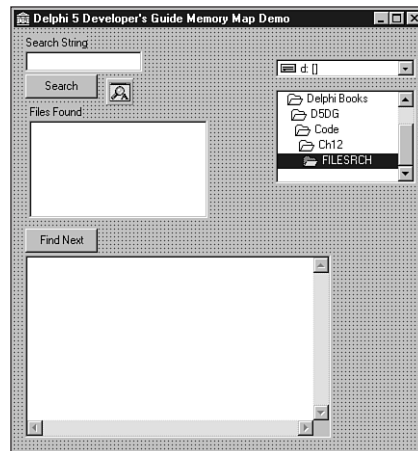 Delphi 5 Developer's Guide Memory Map Demo
Search String
d: []
Search
Delphi Books
D5DG
Code
Ch12
FILESRCH
Files Found
Find Next